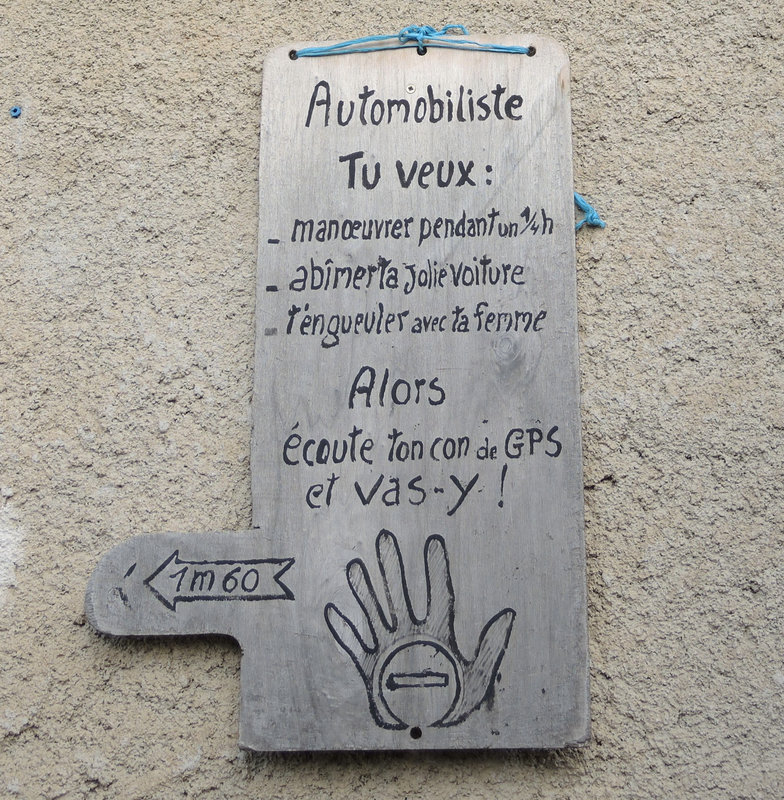 Automobiliste
Tu veux :
- manœuvrer pendant un 1/4 h
- abîmer ta jolie voiture
- t'engueuler avec ta femme
Alors
écoute ton con de GPS
et vas-y !
1m60